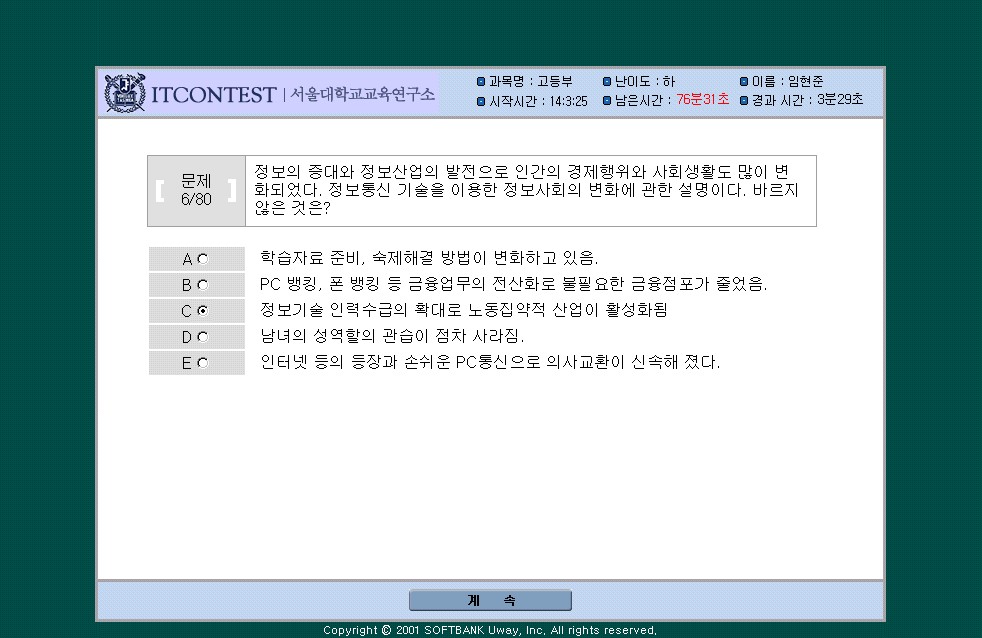 ITCONTEST | 서울대학교교육연구소
과목명 : 고등부 난이도 : 하 이름 : 임현준
시작시간 : 14:3:25 남은시간 : 76분31초 경과 시간 : 3분29초
문제
6/80
정보의 증대와 정보산업의 발전으로 인간의 경제행위와 사회생활도 많이 변
화되었다. 정보통신 기술을 이용한 정보사회의 변화에 관한 설명이다. 바르지
않은 것은?
A 학습자료 준비, 숙제해결 방법이 변화하고 있음.
B PC 뱅킹, 폰 뱅킹 등 금융업무의 전산화로 불필요한 금융점포가 줄었음.
C 정보기술 인력수급의 확대로 노동집약적 산업이 활성화됨
D 남녀의 성역할의 관습이 점차 사라짐.
E 인터넷 등의 등장과 손쉬운 PC통신으로 의사교환이 신속해 졌다.
계 속
Copyright © 2001 SOFTBANK Uway, Inc, All rights reserved,